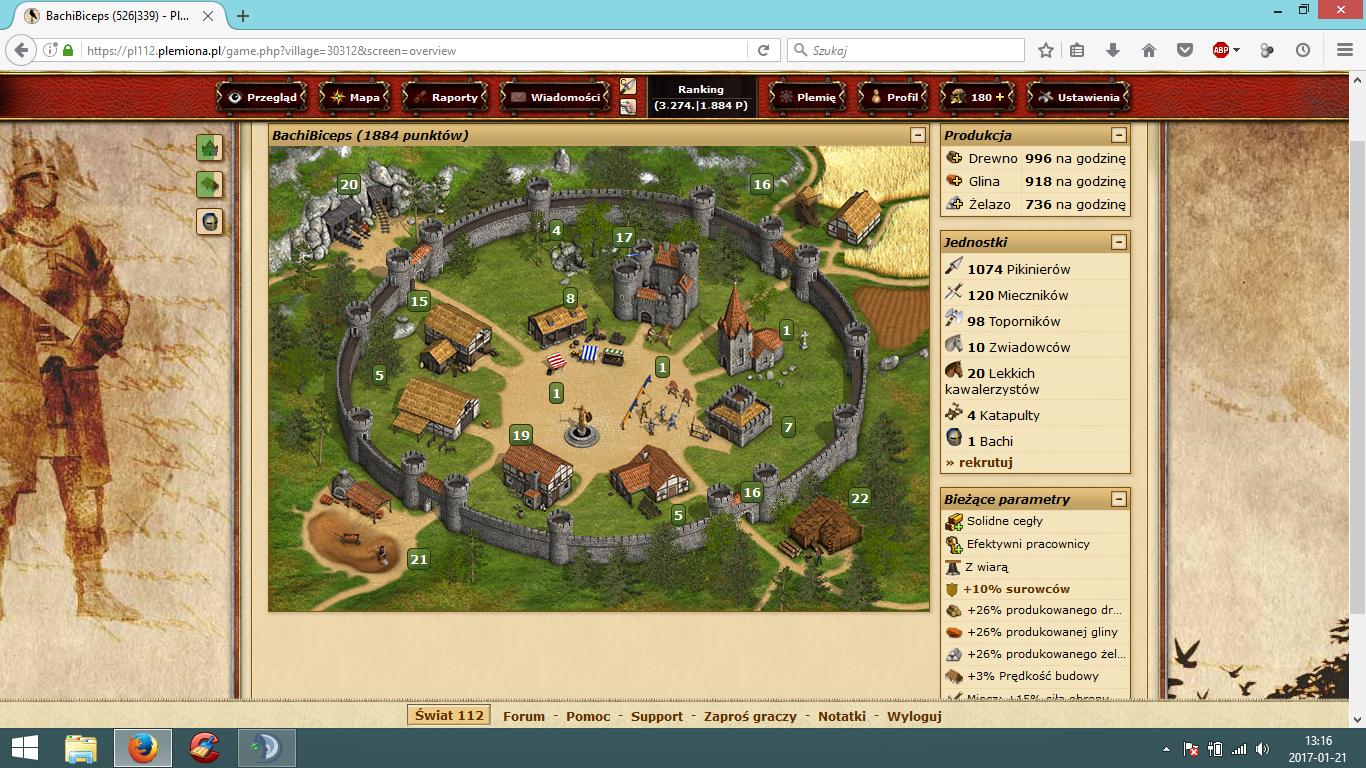 BachiBiceps (526|339) - Pl...
https://pl112.plemiona.pl/game.php?village=30312&screen=overview
Szukaj
ABP
Przegląd
Mapa
Raporty
Wiadomości
Ranking
(3.274.|1.884 P)
Plemię
Profil
180 +
Ustawienia
BachiBiceps (1884 punktów)
20
16
4
17
15
8
1
5
1
1
19
7
16
5
22
21
Produkcja
Drewno 996 na godzinę
Glina 918 na godzinę
Żelazo 736 na godzinę
Jednostki
1074 Pikinierów
120 Mieczników
98 Toporników
10 Zwiadowców
20 Lekkich
kawalerzystów
4 Katapulty
1 Bachi
» rekrutuj
Bieżące parametry
Solidne cegły
Efektywni pracownicy
Z wiarą
+10% surowców
+26% produkowanego dr...
+26% produkowanej gliny
+26% produkowanego żel...
+3% Prędkość budowy
Miecz: +15% siła obrony
Świat 112
Forum - Pomoc - Support - Zaproś graczy - Notatki - Wyloguj
13:16
2017-01-21